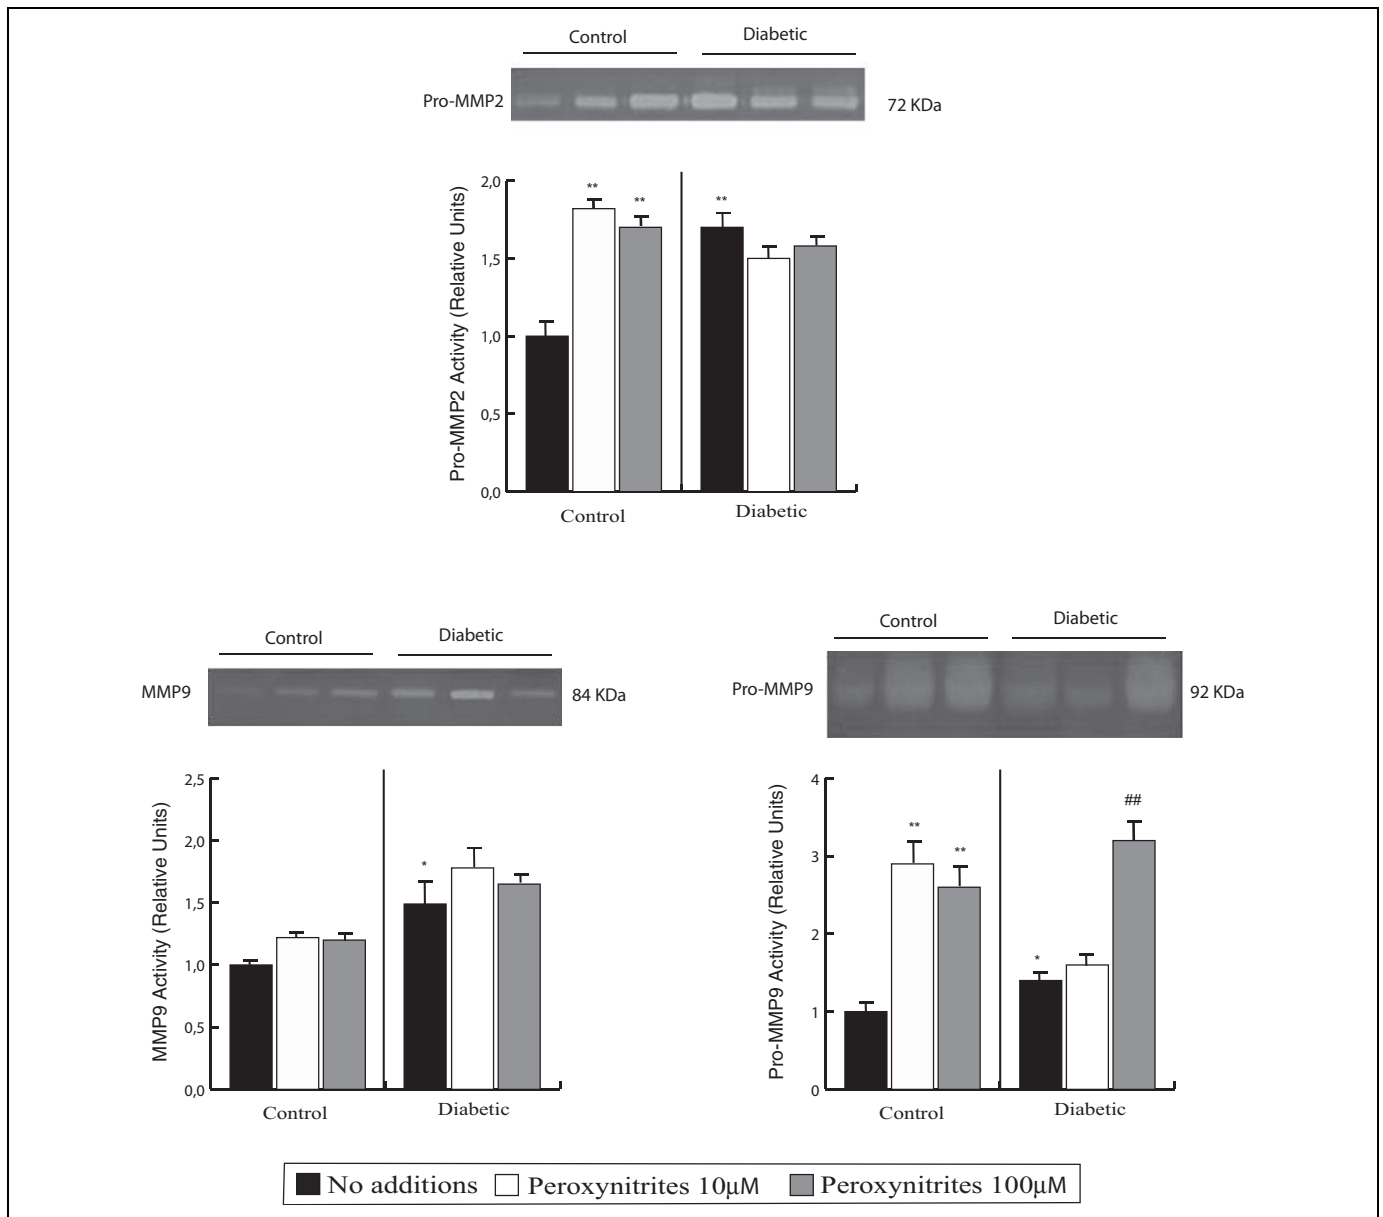 Control Diabetic
Pro-MMP2 72 KDa
Pro-MMP2 Activity (Relative Units)
2,0
**
**
**
1,5
1,0
0,5
0,0
Control Diabetic
Control Diabetic
MMP9 84 KDa
MMP9 Activity (Relative Units)
2,5
2,0
*
1,5
1,0
0,5
0,0
Control Diabetic
Control Diabetic
Pro-MMP9 92 KDa
Pro-MMP9 Activity (Relative Units)
4
##
**
**
3
2
*
1
0
Control Diabetic
No additions Peroxynitrites 10µM Peroxynitrites 100µM